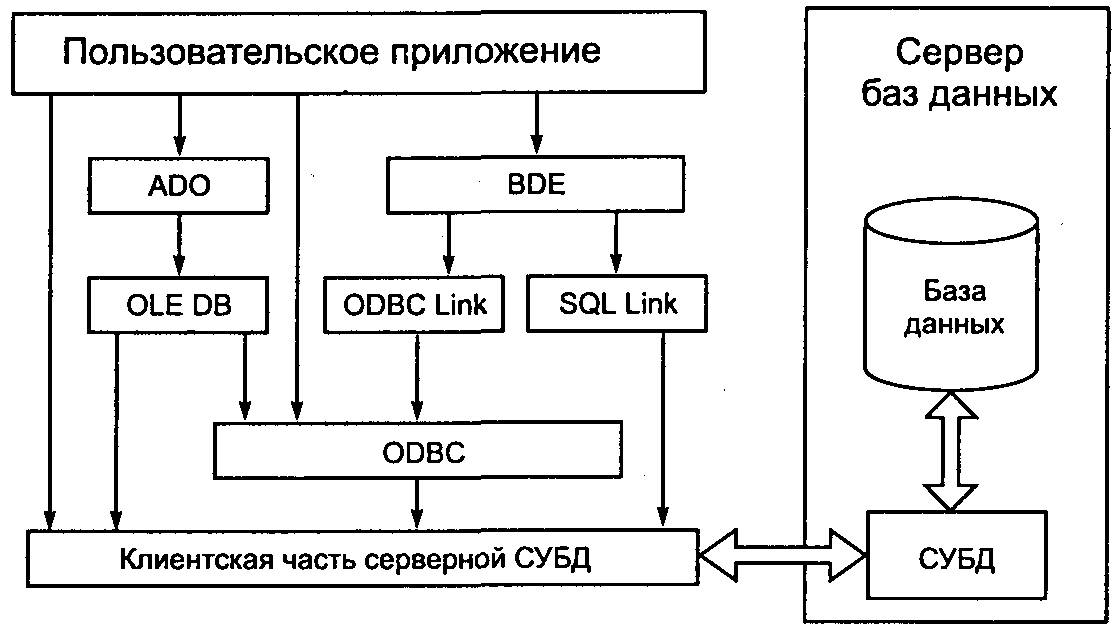 Пользовательское приложение
Сервер
баз данных
ADO
BDE
OLE DB
ODBC Link
SQL Link
База
данных
ODBC
Клиентская часть серверной СУБД
СУБД